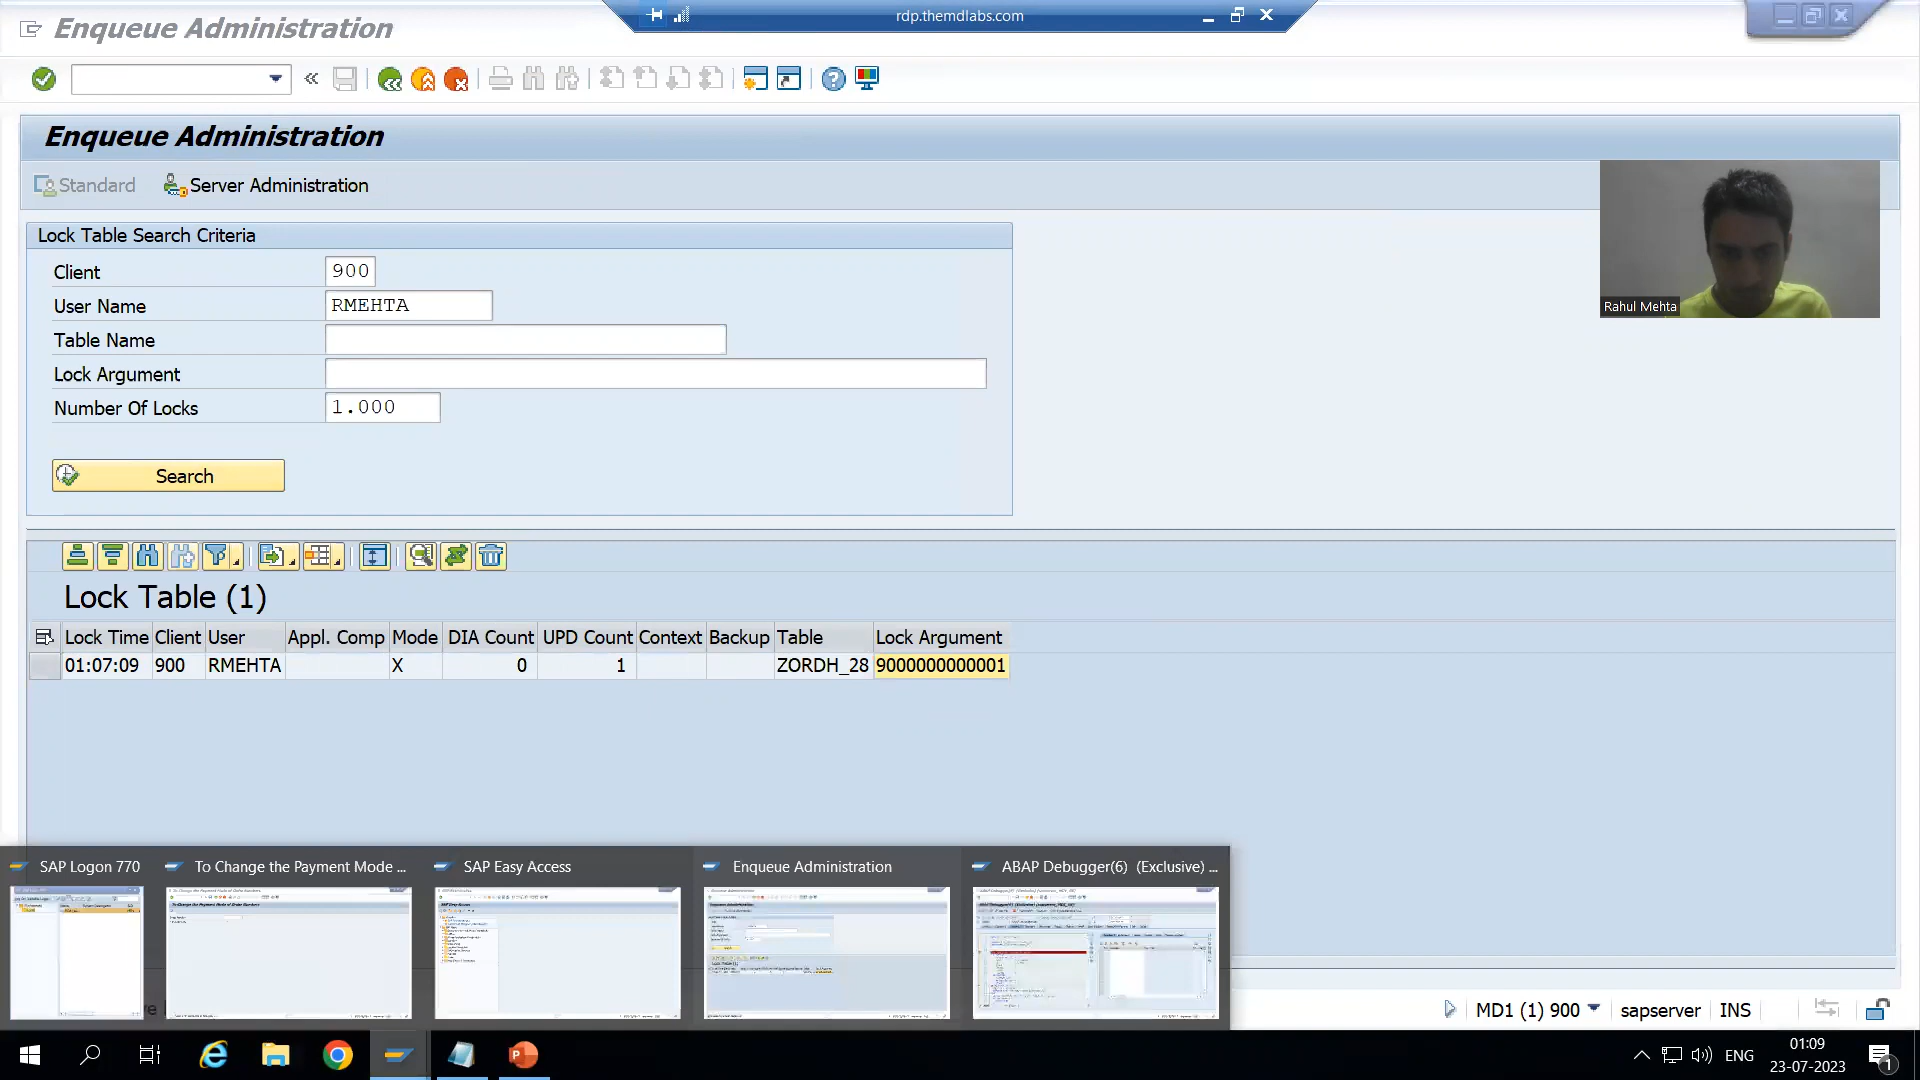 Enqueue Administration
rdp.themdlabs.com
Enqueue Administration
Standard
Server Administration
Rahul Mehta
Lock Table Search Criteria
Client 900
User Name RMEHTA
Table Name
Lock Argument
Number Of Locks 1.000
Search
Lock Table (1)
Lock Time Client User Appl. Comp Mode DIA Count UPD Count Context Backup Table Lock Argument
01:07:09 900 RMEHTA X 0 1 ZORDH_28 9000000000001
SAP Logon 770
To Change the Payment Mode ...
SAP Easy Access
Enqueue Administration
ABAP Debugger(6) (Exclusive) ...
MD1 (1) 900
sapserver
INS
ENG
01:09
23-07-2023
1